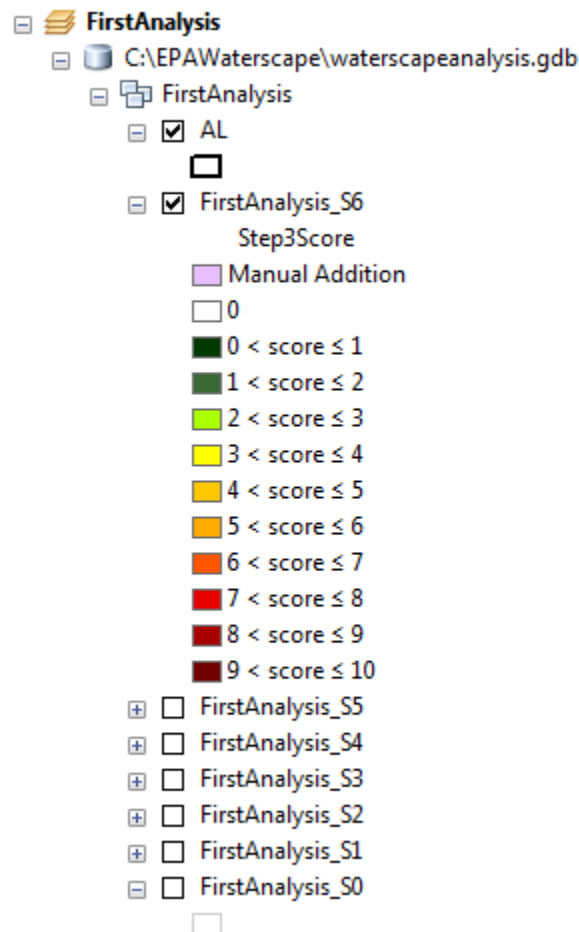 FirstAnalysis
C:\EPAWaterscape\waterscapeanalysis.gdb
FirstAnalysis
AL
FirstAnalysis_S6
Step3Score
Manual Addition
0
0 < score ≤ 1
1 < score ≤ 2
2 < score ≤ 3
3 < score ≤ 4
4 < score ≤ 5
5 < score ≤ 6
6 < score ≤ 7
7 < score ≤ 8
8 < score ≤ 9
9 < score ≤ 10
FirstAnalysis_S5
FirstAnalysis_S4
FirstAnalysis_S3
FirstAnalysis_S2
FirstAnalysis_S1
FirstAnalysis_S0